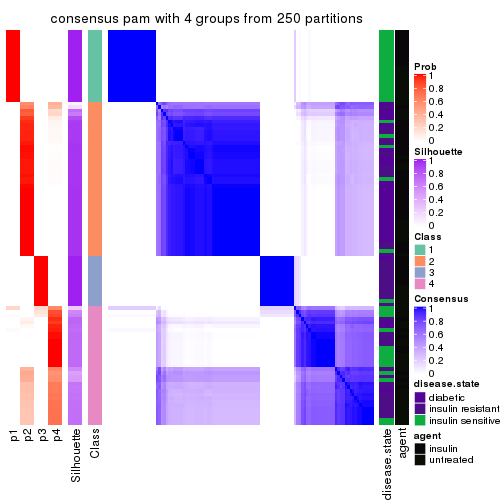 consensus pam with 4 groups from 250 partitions
Prob
1
0.8
0.6
0.4
0.2
0
Silhouette
1
0.8
0.6
0.4
0.2
0
Class
1
2
3
4
Consensus
1
0.8
0.6
0.4
0.2
0
disease.state
diabetic
insulin resistant
insulin sensitive
agent
insulin
untreated
p1
p2
p3
p4
Silhouette
Class
disease.state
agent